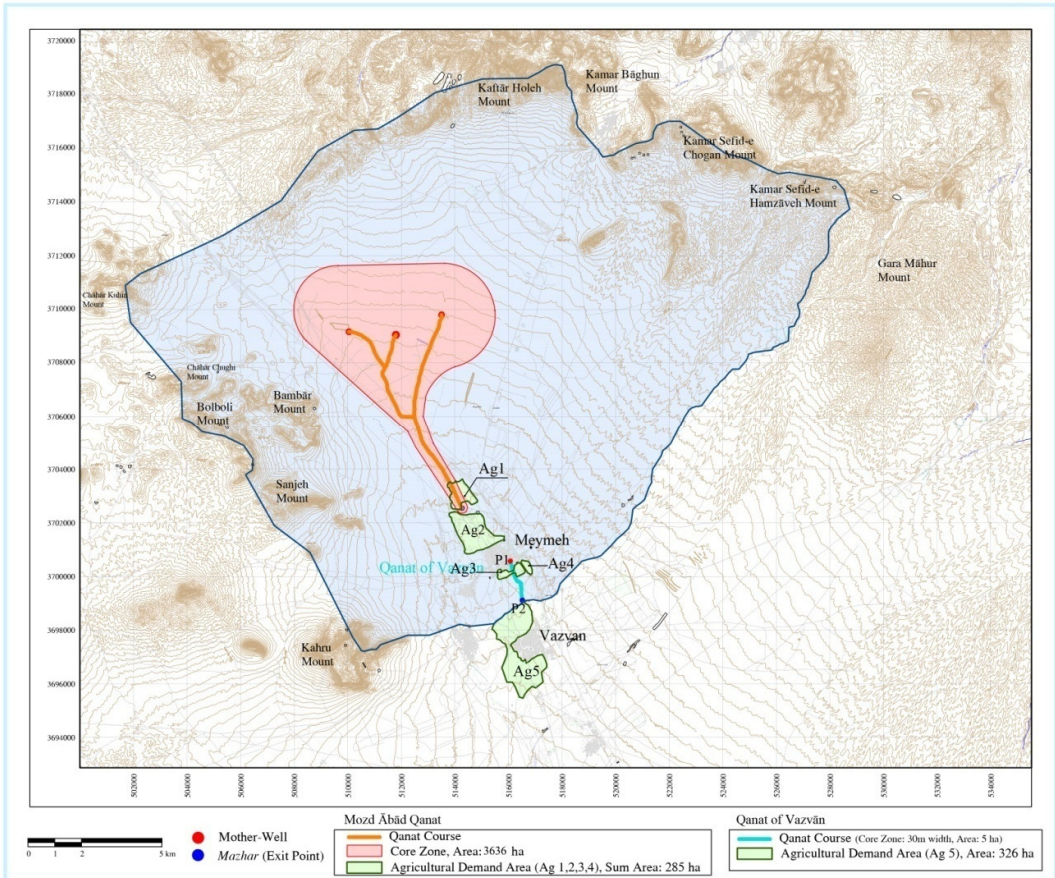 3720000
3718000
3716000
3714000
3712000
3710000
3708000
3706000
3704000
3702000
3700000
3698000
3696000
3694000
Kaftār Holeh
Mount
Kamar Bāghun
Mount
Kamar Sefid-e
Chogan Mount
Kamar Sefid-e
Hamzāveh Mount
Gara Māhur
Mount
Mount
Chāhār Chughi
Mount
Bolboli
Mount
Bambār
Mount
Sanjeh
Mount
Ag1
Ag2
Meymeh
P1
Ag4
Qanat of Vazvān
Ag3
P2
Vazvan
Ag5
Kahru
Mount
502000
504000
506000
508000
510000
512000
514000
516000
518000
520000
522000
524000
526000
528000
530000
532000
534000
0 1 2 3 4 5 km
Mother-Well
Mazhar (Exit Point)
Mozd Ābād Qanat
Qanat Course
Core Zone, Area: 3636 ha
Agricultural Demand Area (Ag 1,2,3,4), Sum Area: 285 ha
Qanat of Vazvān
Qanat Course (Core Zone: 30m width, Area: 5 ha)
Agricultural Demand Area (Ag 5), Area: 326 ha